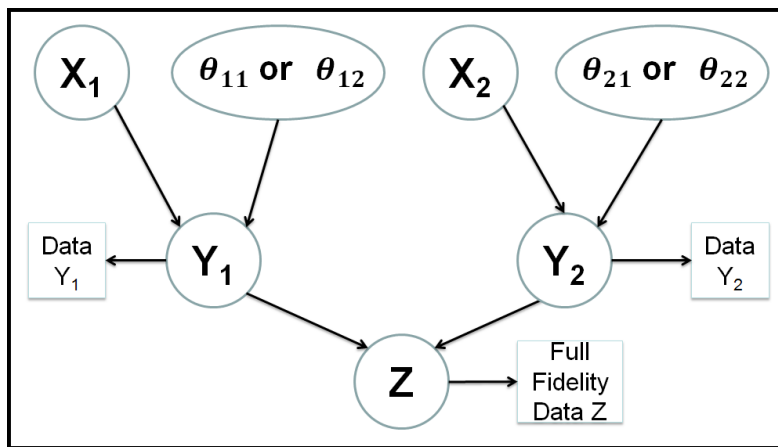 X₁
θ₁₁ or θ₁₂
X₂
θ₂₁ or θ₂₂
Data
Y₁
Y₁
Y₂
Data
Y₂
Z
Full
Fidelity
Data Z